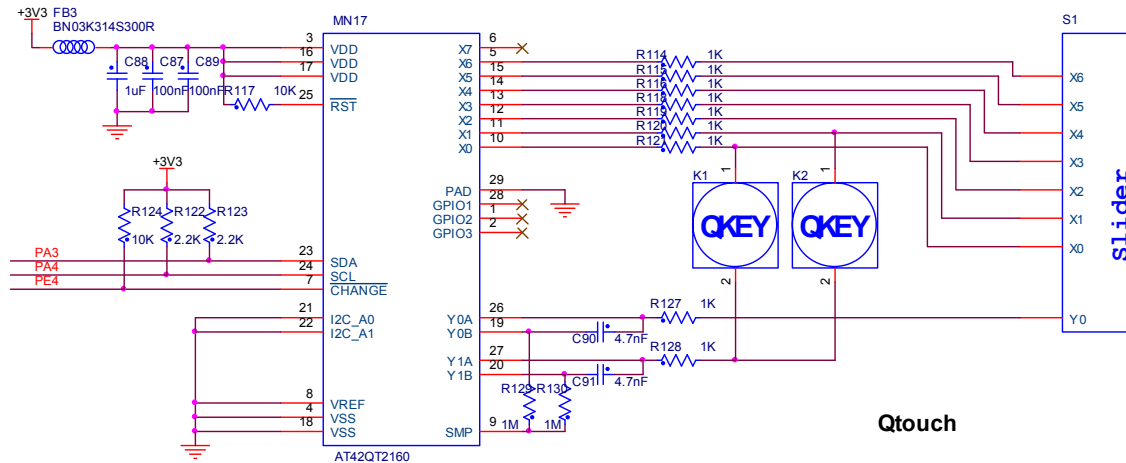 +3V3
FB3
BN03K314S300R
MN17
S1
C88
C87
C89
1uF
100nF
100nF
R117
10K
3
16
17
25
VDD
VDD
VDD
RST
X7
X6
X5
X4
X3
X2
X1
X0
6
5
15
14
13
12
11
10
R114
1K
R115
1K
R116
1K
R118
1K
R119
1K
R120
1K
R121
1K
X6
X5
X4
X3
X2
X1
X0
Y0
Slider
PAD
GPIO1
GPIO2
GPIO3
29
28
1
2
K1
1
QKEY
2
K2
1
QKEY
2
+3V3
R124
R122
R123
10K
2.2K
2.2K
PA3
PA4
PE4
23
24
7
SDA
SCL
CHANGE
21
22
I2C_A0
I2C_A1
8
4
18
VREF
VSS
VSS
Y0A
Y0B
Y1A
Y1B
SMP
26
19
27
20
9
R127
1K
C90
4.7nF
R128
1K
C91
4.7nF
R129
R130
1M
1M
AT42QT2160
Qtouch